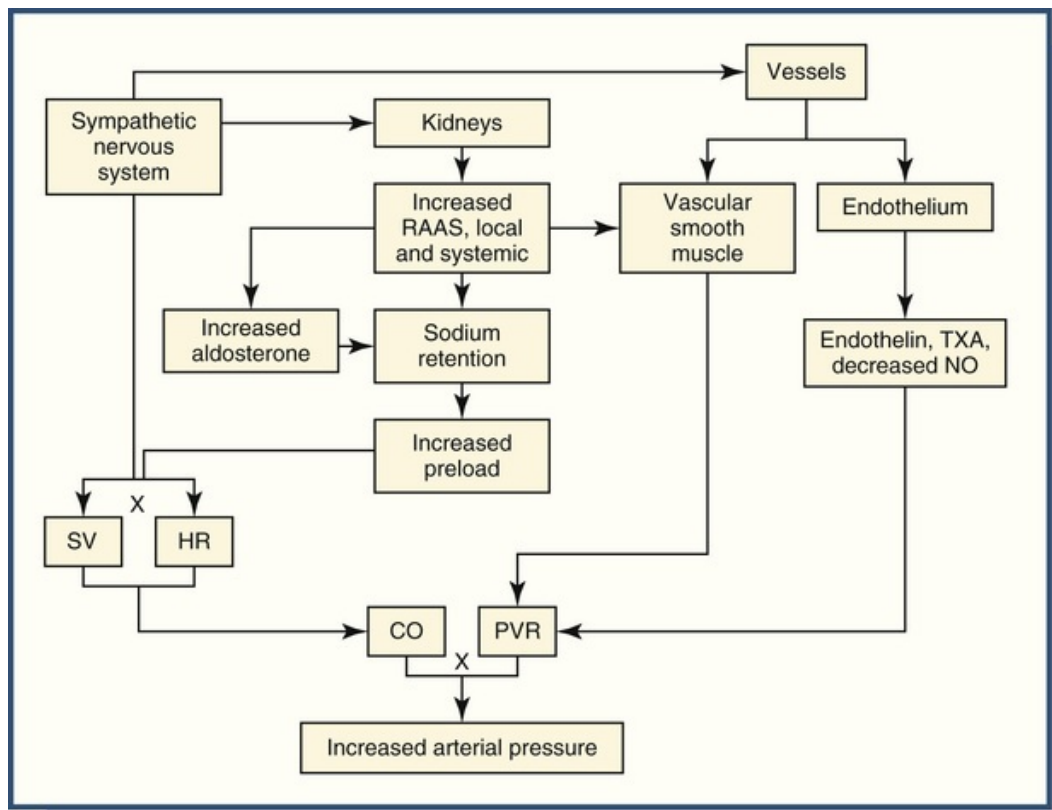 Vessels
Sympathetic
nervous
system
Kidneys
Increased
RAAS, local
and systemic
Vascular
smooth
muscle
Endothelium
Increased
aldosterone
Sodium
retention
Endothelin, TXA,
decreased NO
Increased
preload
X
SV
HR
CO
PVR
X
Increased arterial pressure